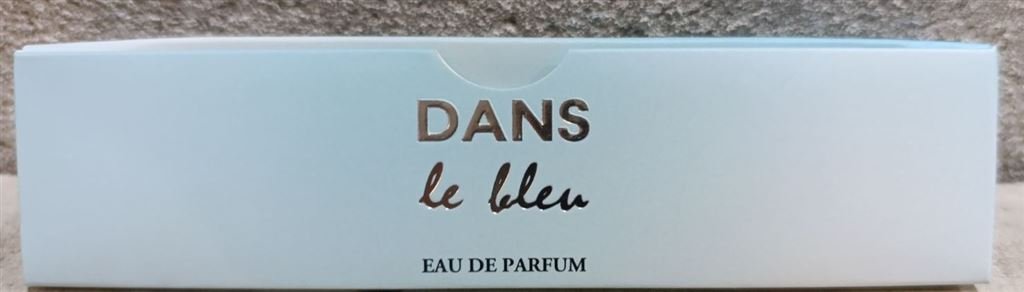 DANS
le bleu
EAU DE PARFUM